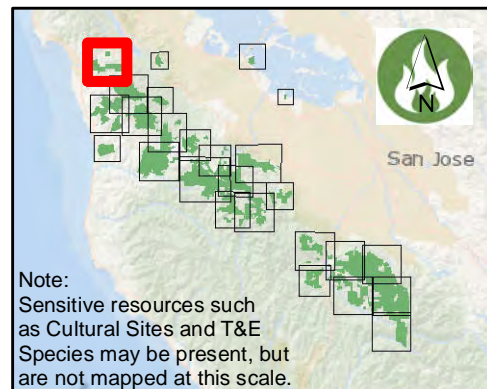 N
San Jose
Note:
Sensitive resources such
as Cultural Sites and T&E
Species may be present, but
are not mapped at this scale.